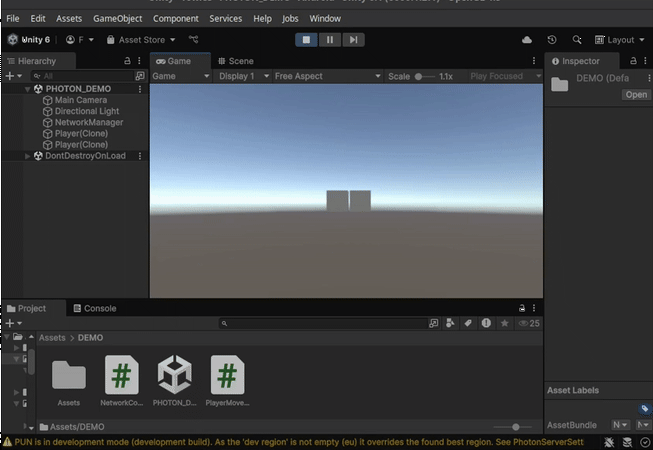 File Edit Assets GameObject Component Services Help Jobs Window
Unity 6 F Asset Store Layout
Hierarchy Game Scene Inspector
All Game Display 1 Free Aspect Scale 1.1x Play Focused
PHOTON_DEMO
DEMO (Defa
Open
Main Camera
Directional Light
NetworkManager
Player(Clone)
Player(Clone)
DontDestroyOnLoad
Project Console
25
Assets > DEMO
Assets NetworkCo... PHOTON_D... PlayerMove...
Asset Labels
Assets/DEMO
AssetBundle N
PUN is in development mode (development build). As the 'dev region' is not empty (eu) it overrides the found best region. See PhotonServerSett